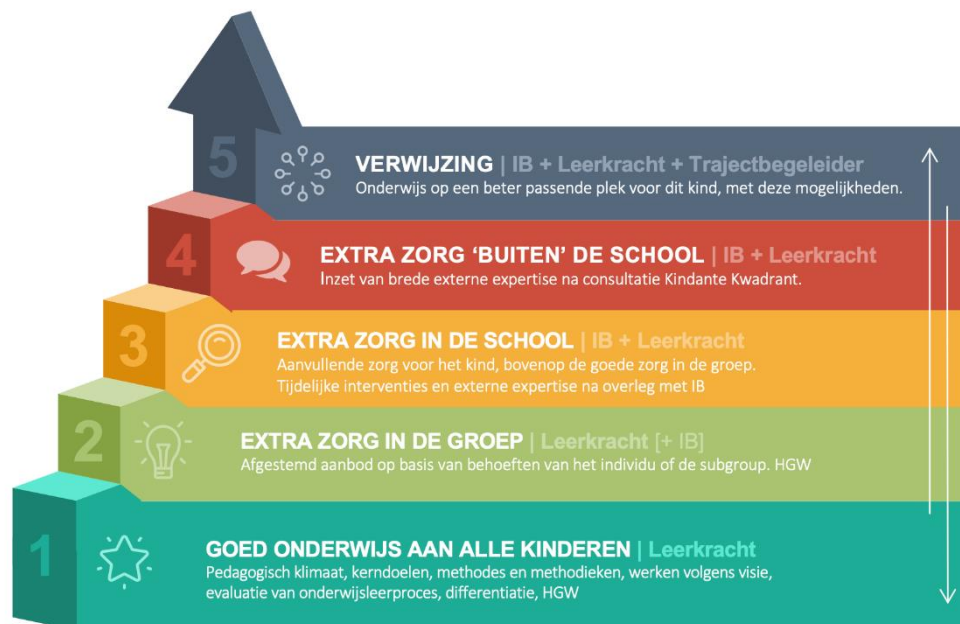 5
VERWIJZING | IB + Leerkracht + Trajectbegeleider
Onderwijs op een beter passende plek voor dit kind, met deze mogelijkheden.
4
EXTRA ZORG ‘BUITEN’ DE SCHOOL | IB + Leerkracht
Inzet van brede externe expertise na consultatie Kindante Kwadrant.
3
EXTRA ZORG IN DE SCHOOL | IB + Leerkracht
Aanvullende zorg voor het kind, bovenop de goede zorg in de groep.
Tijdelijke interventies en externe expertise na overleg met IB
2
EXTRA ZORG IN DE GROEP | Leerkracht [+ IB]
Afgestemd aanbod op basis van behoeften van het individu of de subgroup. HGW
1
GOED ONDERWIJS AAN ALLE KINDEREN | Leerkracht
Pedagogisch klimaat, kerndoelen, methodes en methodieken, werken volgens visie,
evaluatie van onderwijsleerproces, differentiatie, HGW